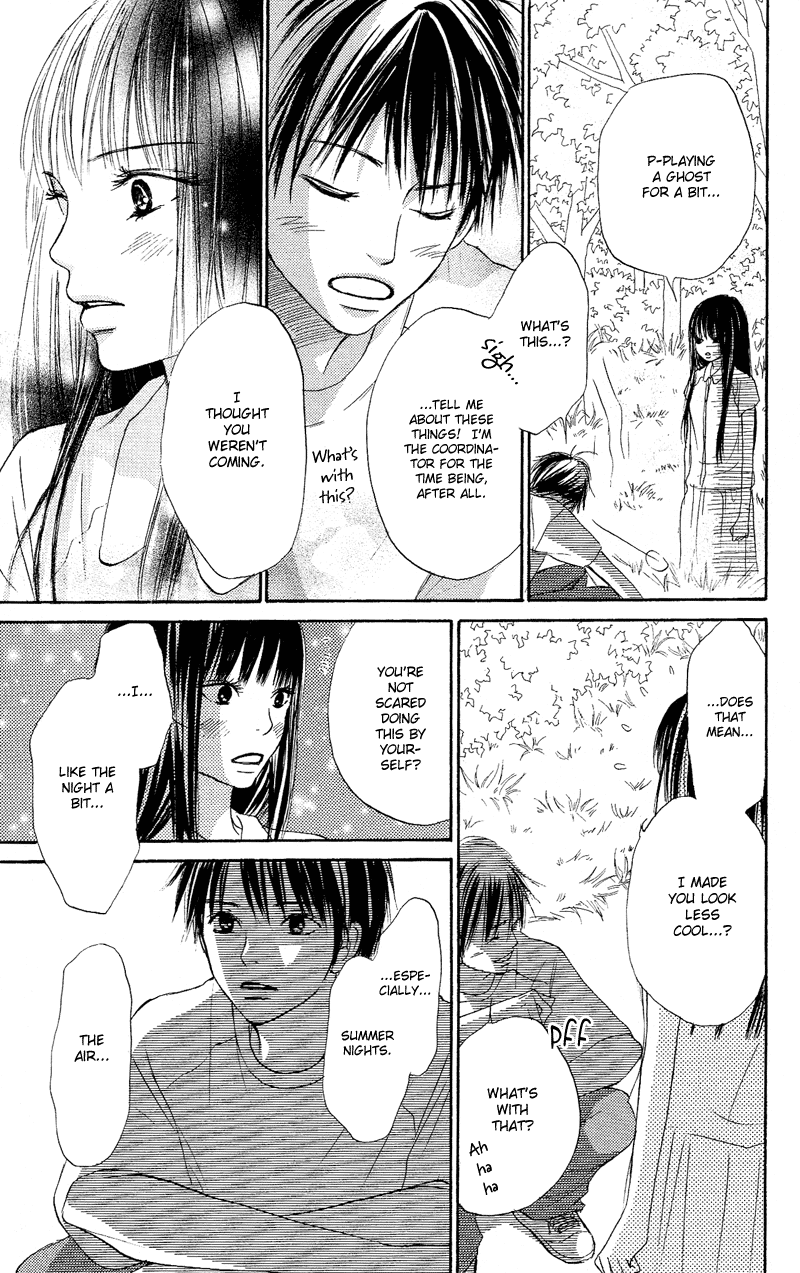 P-PLAYING
A GHOST
FOR A BIT...
WHAT'S
THIS...?
sigh...
...TELL ME
ABOUT THESE
THINGS! I'M
THE COORDINA-
TOR FOR THE
TIME BEING,
AFTER ALL.
What's
with
this?
I
THOUGHT
YOU
WEREN'T
COMING.
...DOES
THAT
MEAN...
I MADE
YOU LOOK
LESS
COOL...?
PFF
WHAT'S
WITH
THAT?
Ah
ha
ha
YOU'RE
NOT
SCARED
DOING
THIS BY
YOUR-
SELF?
...I...
LIKE THE
NIGHT A
BIT...
...ESPE-
CIALLY...
SUMMER
NIGHTS.
THE
AIR...